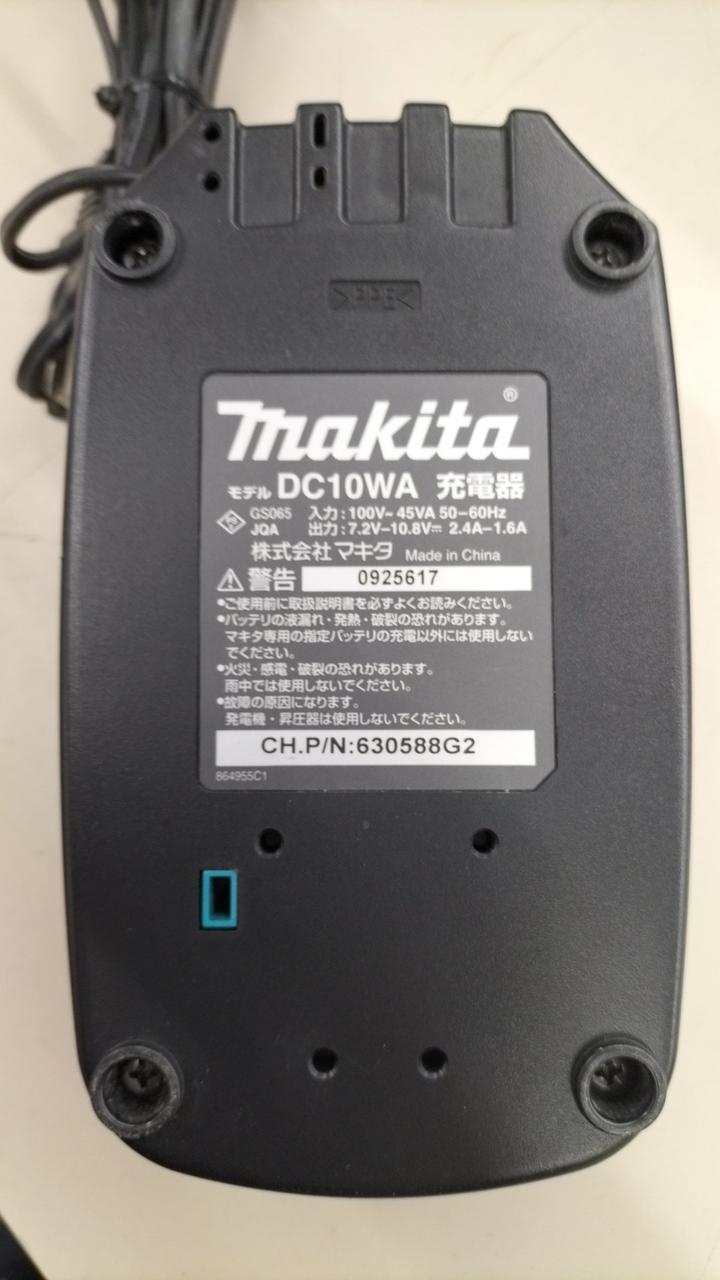 >PPE<
makita®
モデル DC10WA 充電器
GS065 入力:100V~ 45VA 50-60Hz
JQA 出力:7.2V-10.8V⎓ 2.4A-1.6A
株式会社マキタ Made in China
警告 0925617
•ご使用前に取扱説明書を必ずよくお読みください。
•バッテリの液漏れ・発熱・破裂の恐れがあります。
マキタ専用の指定バッテリの充電以外には使用しない
でください。
•火災・感電・破裂の恐れがあります。
雨中では使用しないでください。
•故障の原因になります。
発電機・昇圧器は使用しないでください。
CH.P/N:630588G2
864955C1